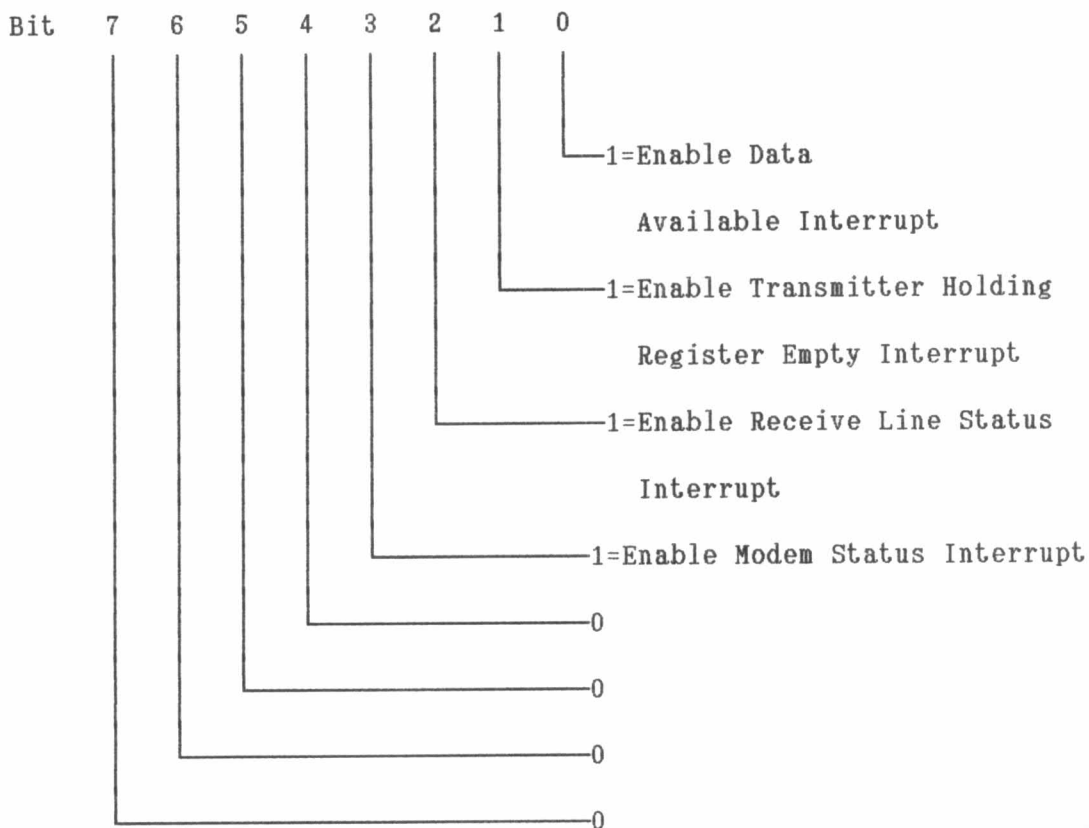 Bit 7 6 5 4 3 2 1 0
1=Enable Data
Available Interrupt
1=Enable Transmitter Holding
Register Empty Interrupt
1=Enable Receive Line Status
Interrupt
1=Enable Modem Status Interrupt
0
0
0
0